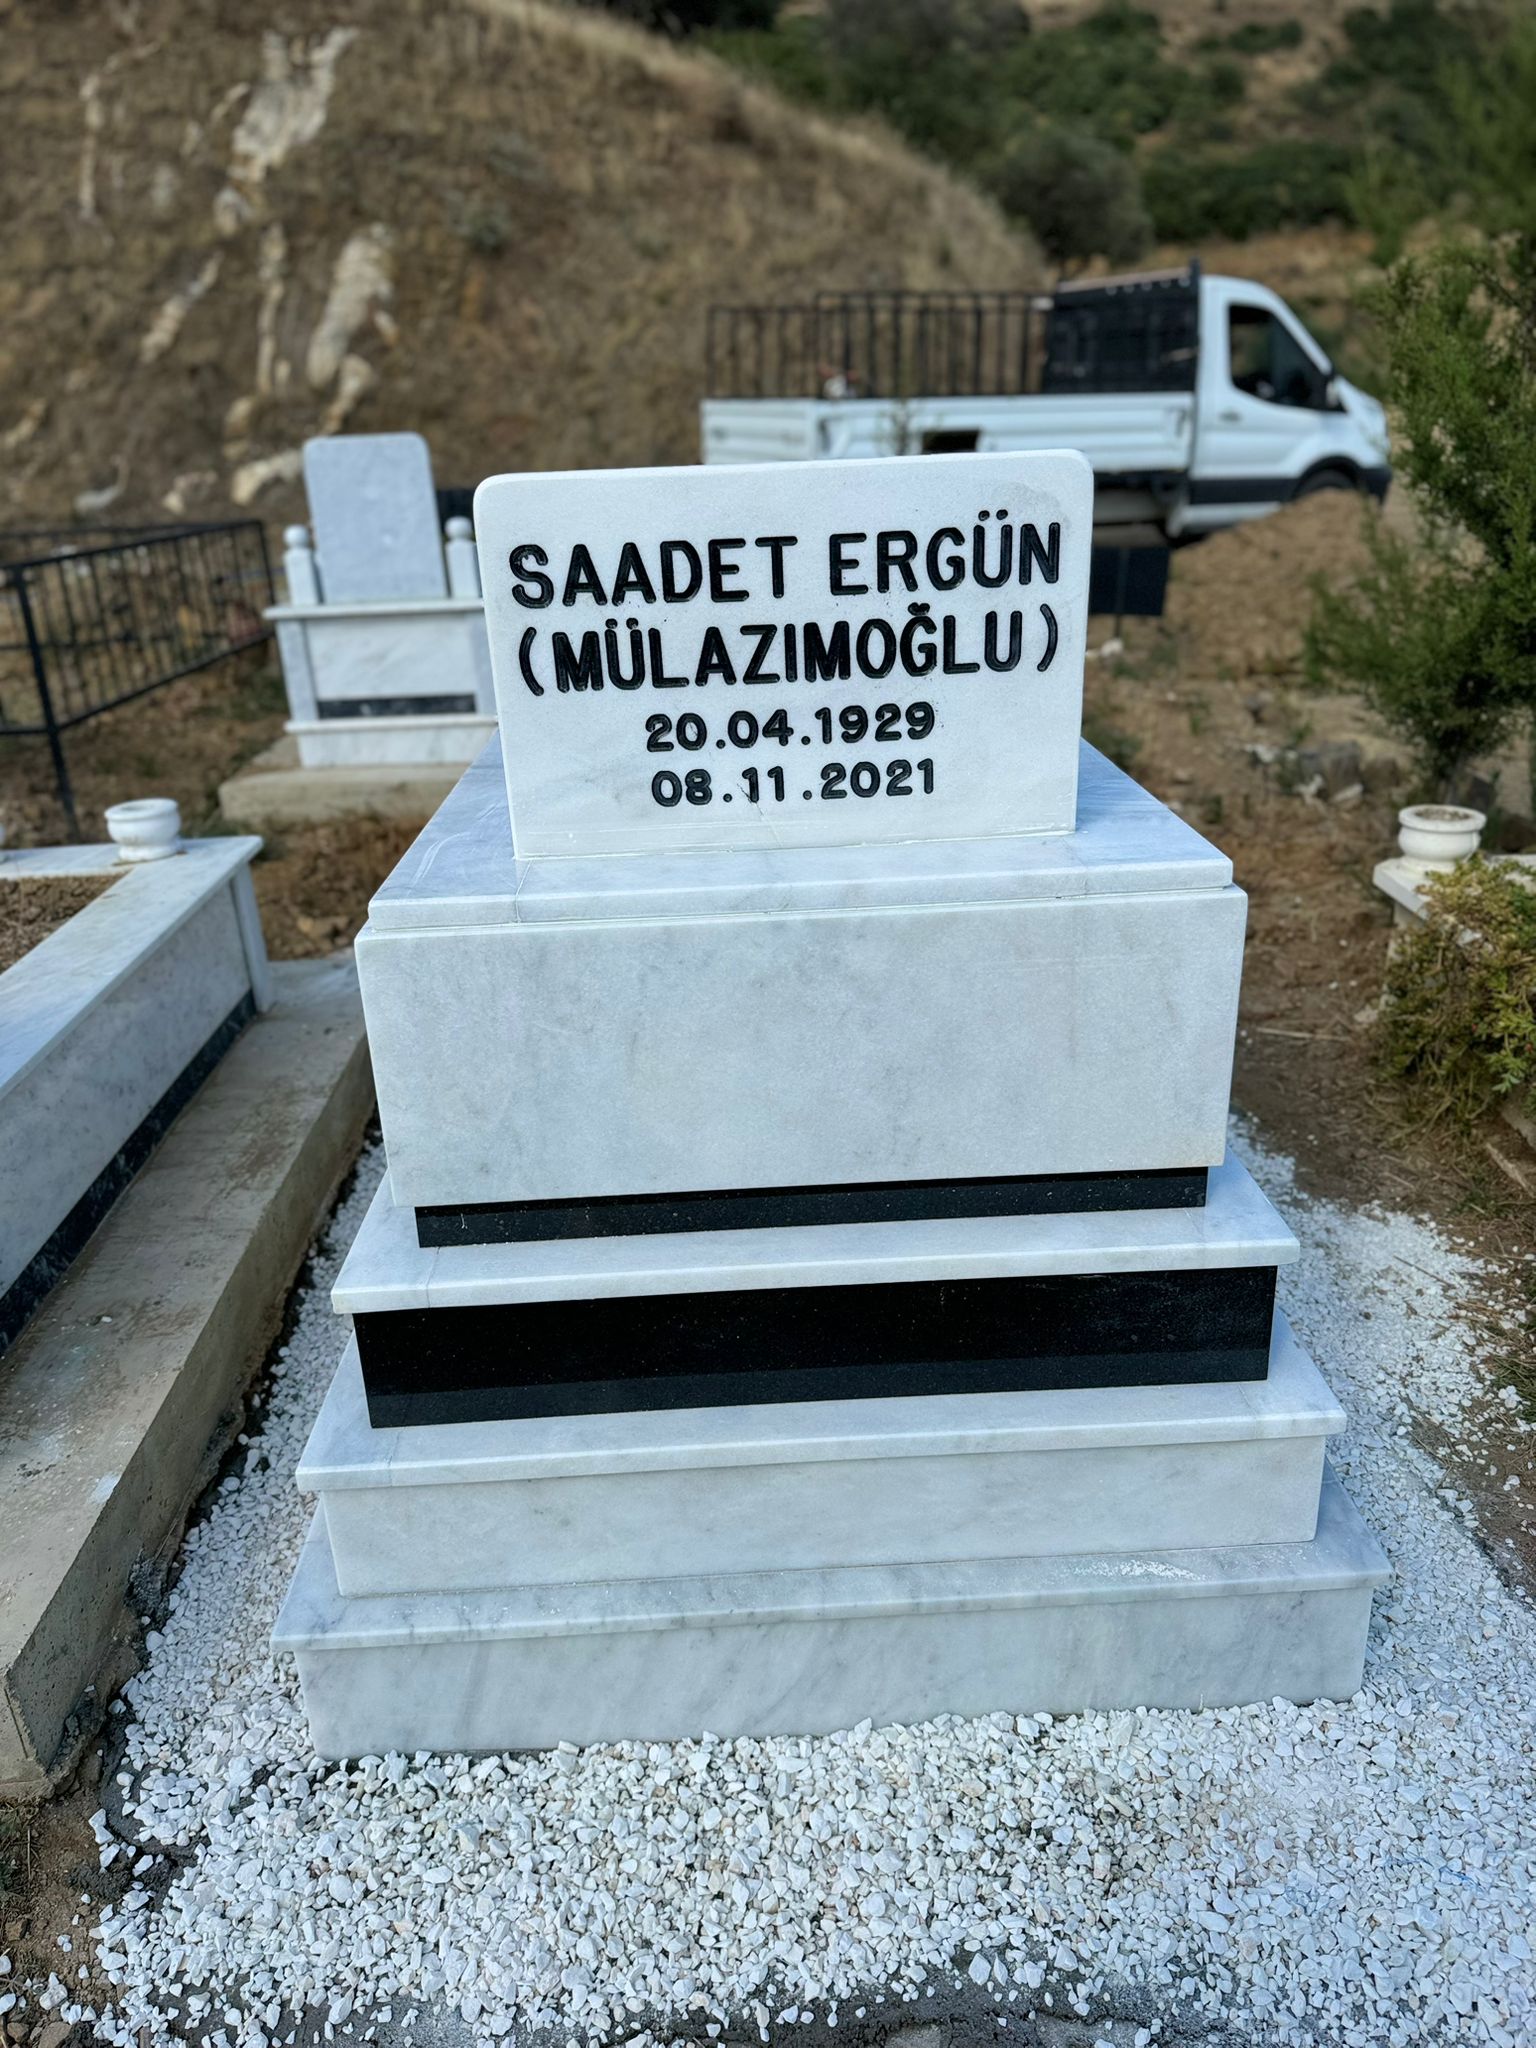 SAADET ERGÜN
(MÜLAZIMOĞLU)
20.04.1929
08.11.2021